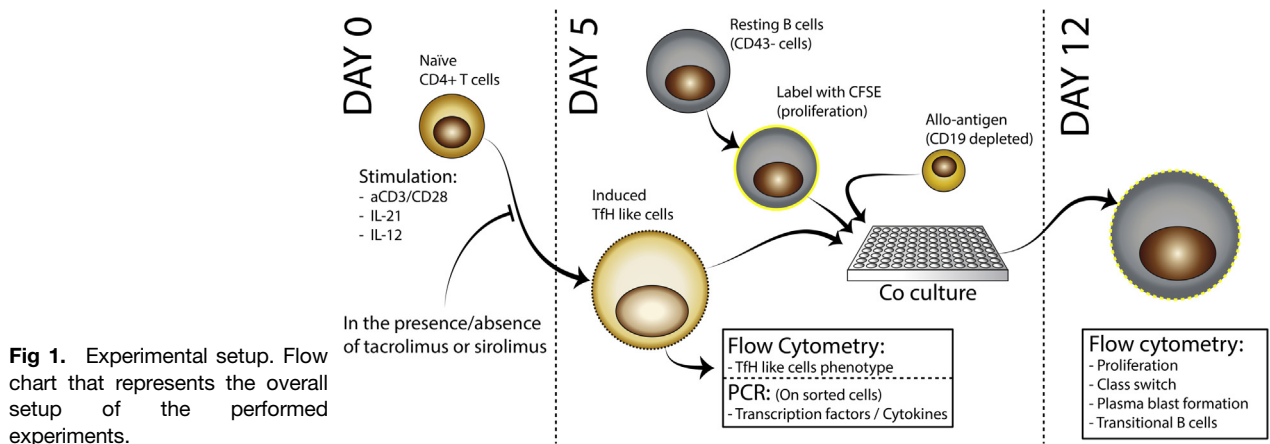 DAY 0
Naïve
CD4+ T cells
Stimulation:
- aCD3/CD28
- IL-21
- IL-12
In the presence/absence
of tacrolimus or sirolimus
DAY 5
Resting B cells
(CD43- cells)
Label with CFSE
(proliferation)
Allo-antigen
(CD19 depleted)
Induced
TfH like cells
Co culture
Flow Cytometry:
- TfH like cells phenotype
PCR: (On sorted cells)
- Transcription factors / Cytokines
DAY 12
Flow cytometry:
- Proliferation
- Class switch
- Plasma blast formation
- Transitional B cells
Fig 1. Experimental setup. Flow
chart that represents the overall
setup of the performed
experiments.